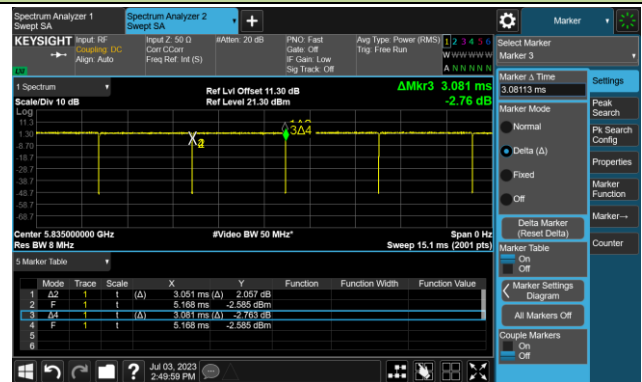 Spectrum Analyzer 1
Swept SA
Spectrum Analyzer 2
Swept SA
Marker
KEYSIGHT
Input: RF
Coupling: DC
Align: Auto
Input Z: 50 Ω
Corr CCorr
Freq Ref: Int (S)
#Atten: 20 dB
PNO: Fast
Gate: Off
IF Gain: Low
Sig Track: Off
Avg Type: Power (RMS)
Trig: Free Run
1 2 3 4 5 6
W W W W W W
A N N N N N
LW
Select Marker
Marker 3
1 Spectrum
Scale/Div 10 dB
Log
Ref Lvl Offset 11.30 dB
Ref Level 21.30 dBm
ΔMkr3 3.081 ms
-2.76 dB
11.3
1.30
-8.70
-18.7
-28.7
-38.7
-48.7
-58.7
-68.7
3Δ4
Center 5.835000000 GHz
Res BW 8 MHz
#Video BW 50 MHz*
Span 0 Hz
Sweep 15.1 ms (2001 pts)
5 Marker Table
Mode Trace Scale X Y Function Function Width Function Value
1 Δ2 1 t (Δ) 3.051 ms (Δ) 2.057 dB
2 F 1 t 5.168 ms -2.585 dBm
3 Δ4 1 t (Δ) 3.081 ms (Δ) -2.763 dB
4 F 1 t 5.168 ms -2.585 dBm
5
6
Marker Δ Time
3.08113 ms
Marker Mode
Normal
Delta (Δ)
Fixed
Off
Delta Marker
(Reset Delta)
Marker Table
On
Off
Marker Settings
Diagram
All Markers Off
Couple Markers
On
Off
Settings
Peak
Search
Pk Search
Config
Properties
Marker
Function
Marker→
Counter
?
Jul 03, 2023
2:49:59 PM